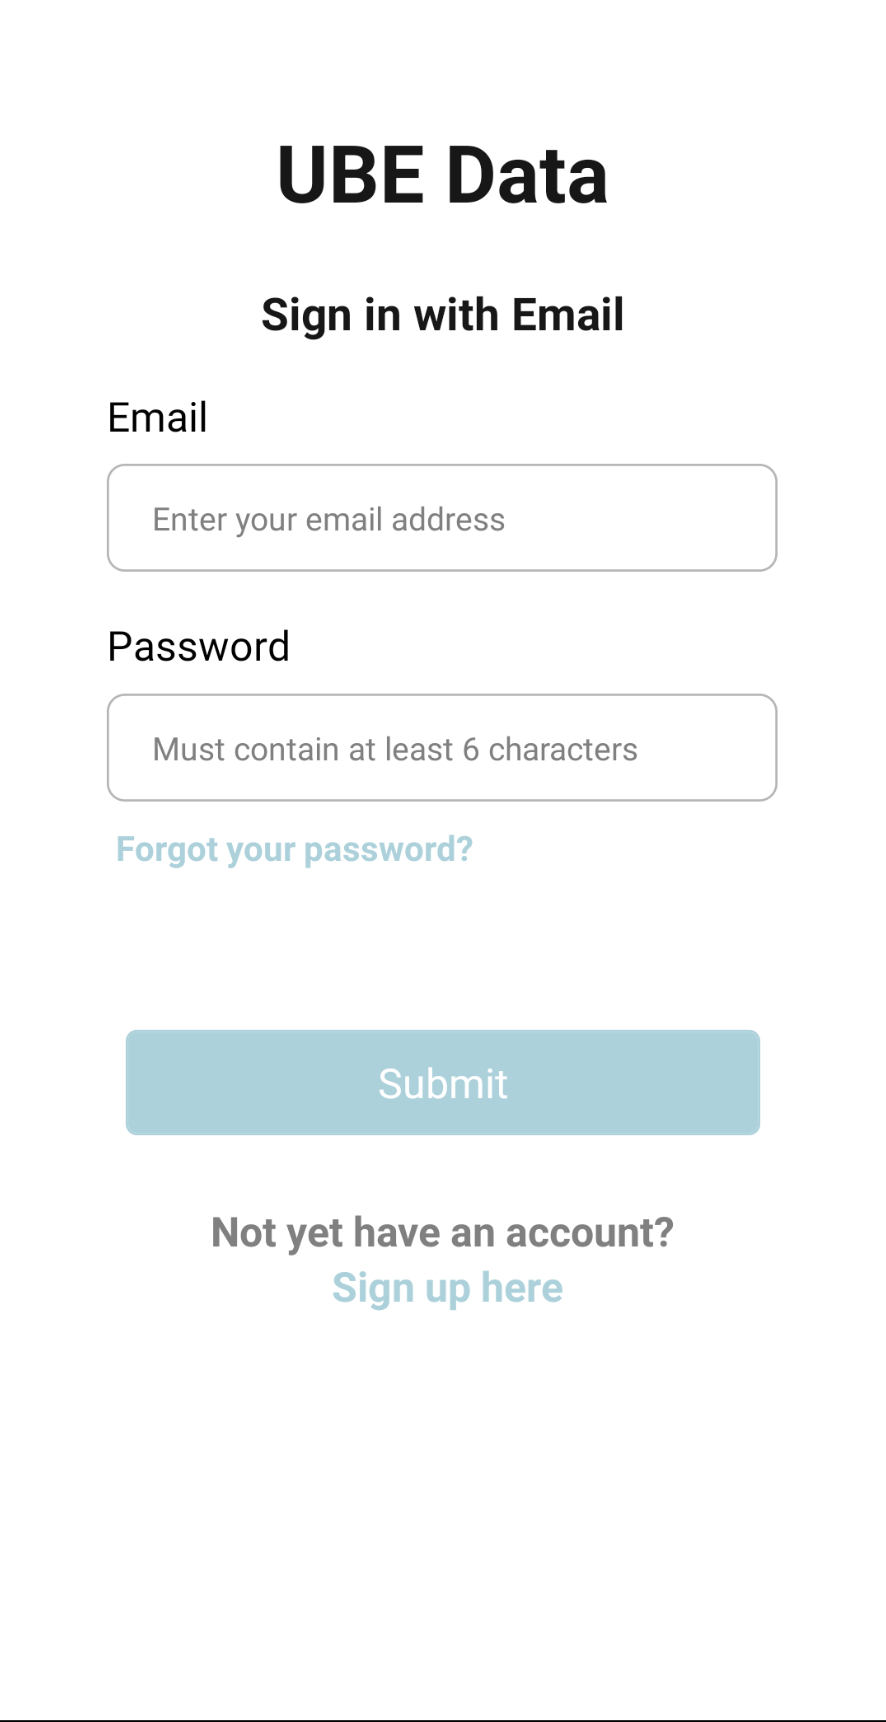 UBE Data
Sign in with Email
Email
Enter your email address
Password
Must contain at least 6 characters
Forgot your password?
Submit
Not yet have an account?
Sign up here